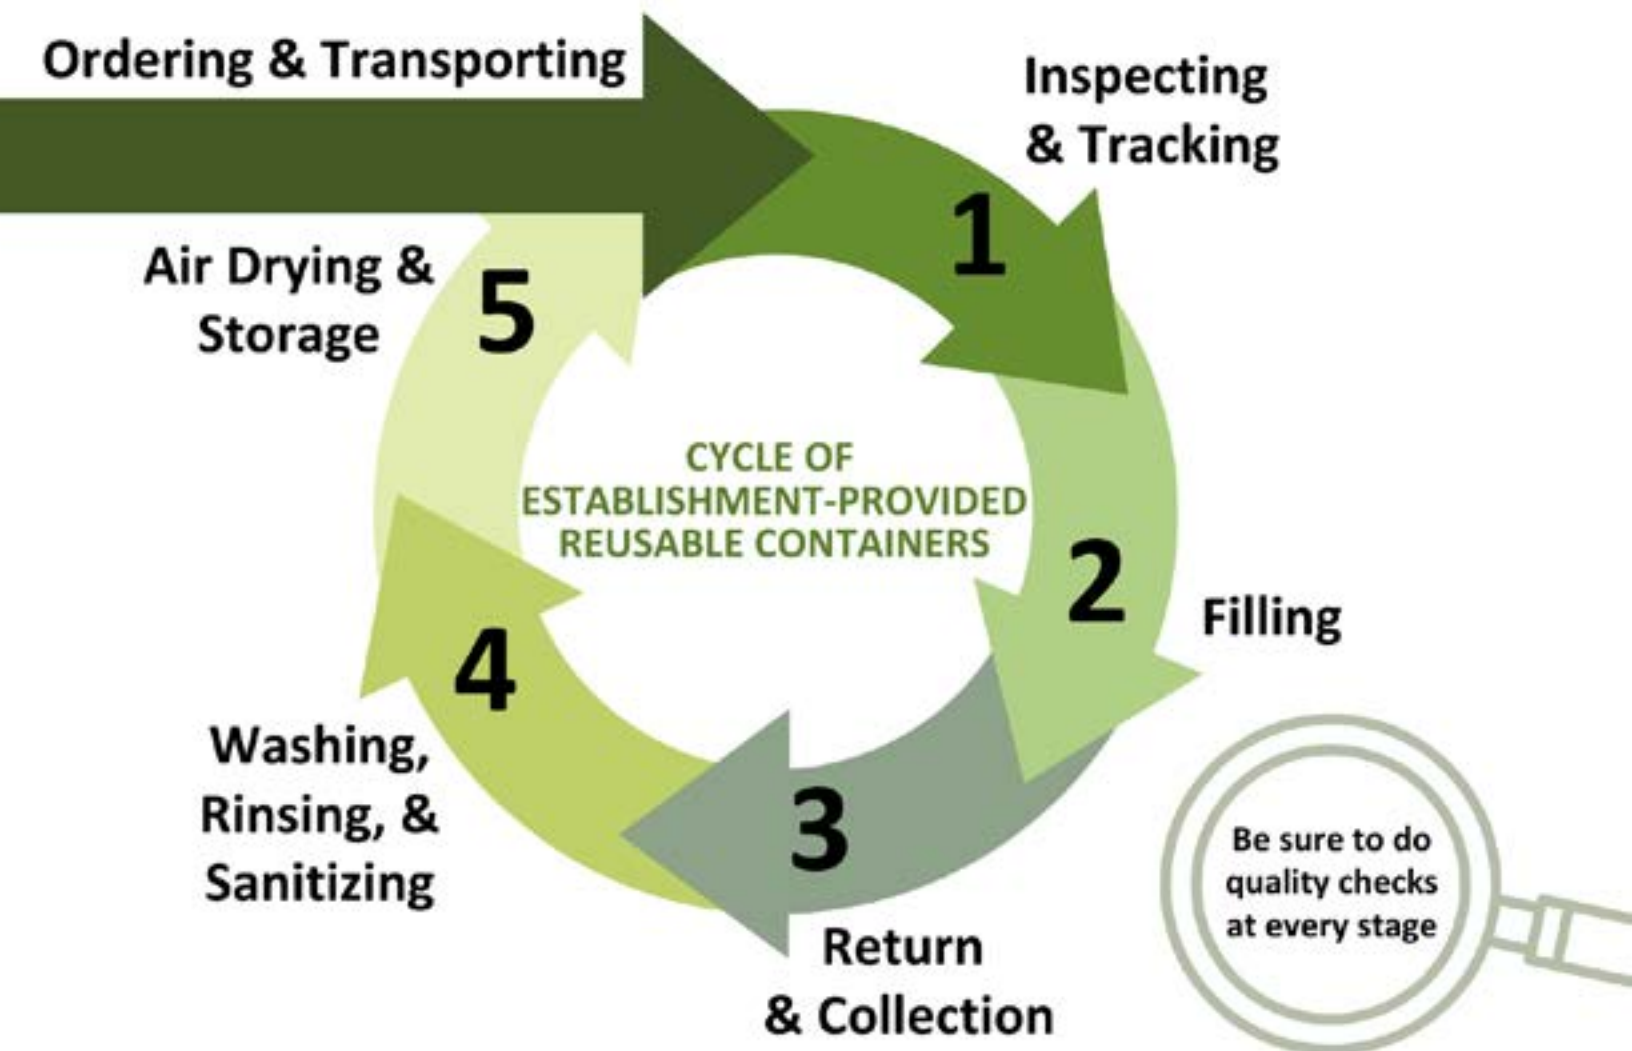 Ordering & Transporting
Inspecting
& Tracking
1
Air Drying &
Storage
5
CYCLE OF
ESTABLISHMENT-PROVIDED
REUSABLE CONTAINERS
2
Filling
4
Washing,
Rinsing, &
Sanitizing
3
Return
& Collection
Be sure to do
quality checks
at every stage